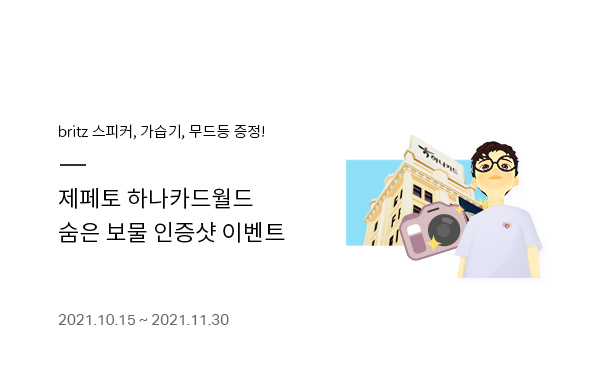 britz 스피커, 가습기, 무드등 증정!
제페토 하나카드월드
숨은 보물 인증샷 이벤트
하나카드
2021.10.15 ~ 2021.11.30